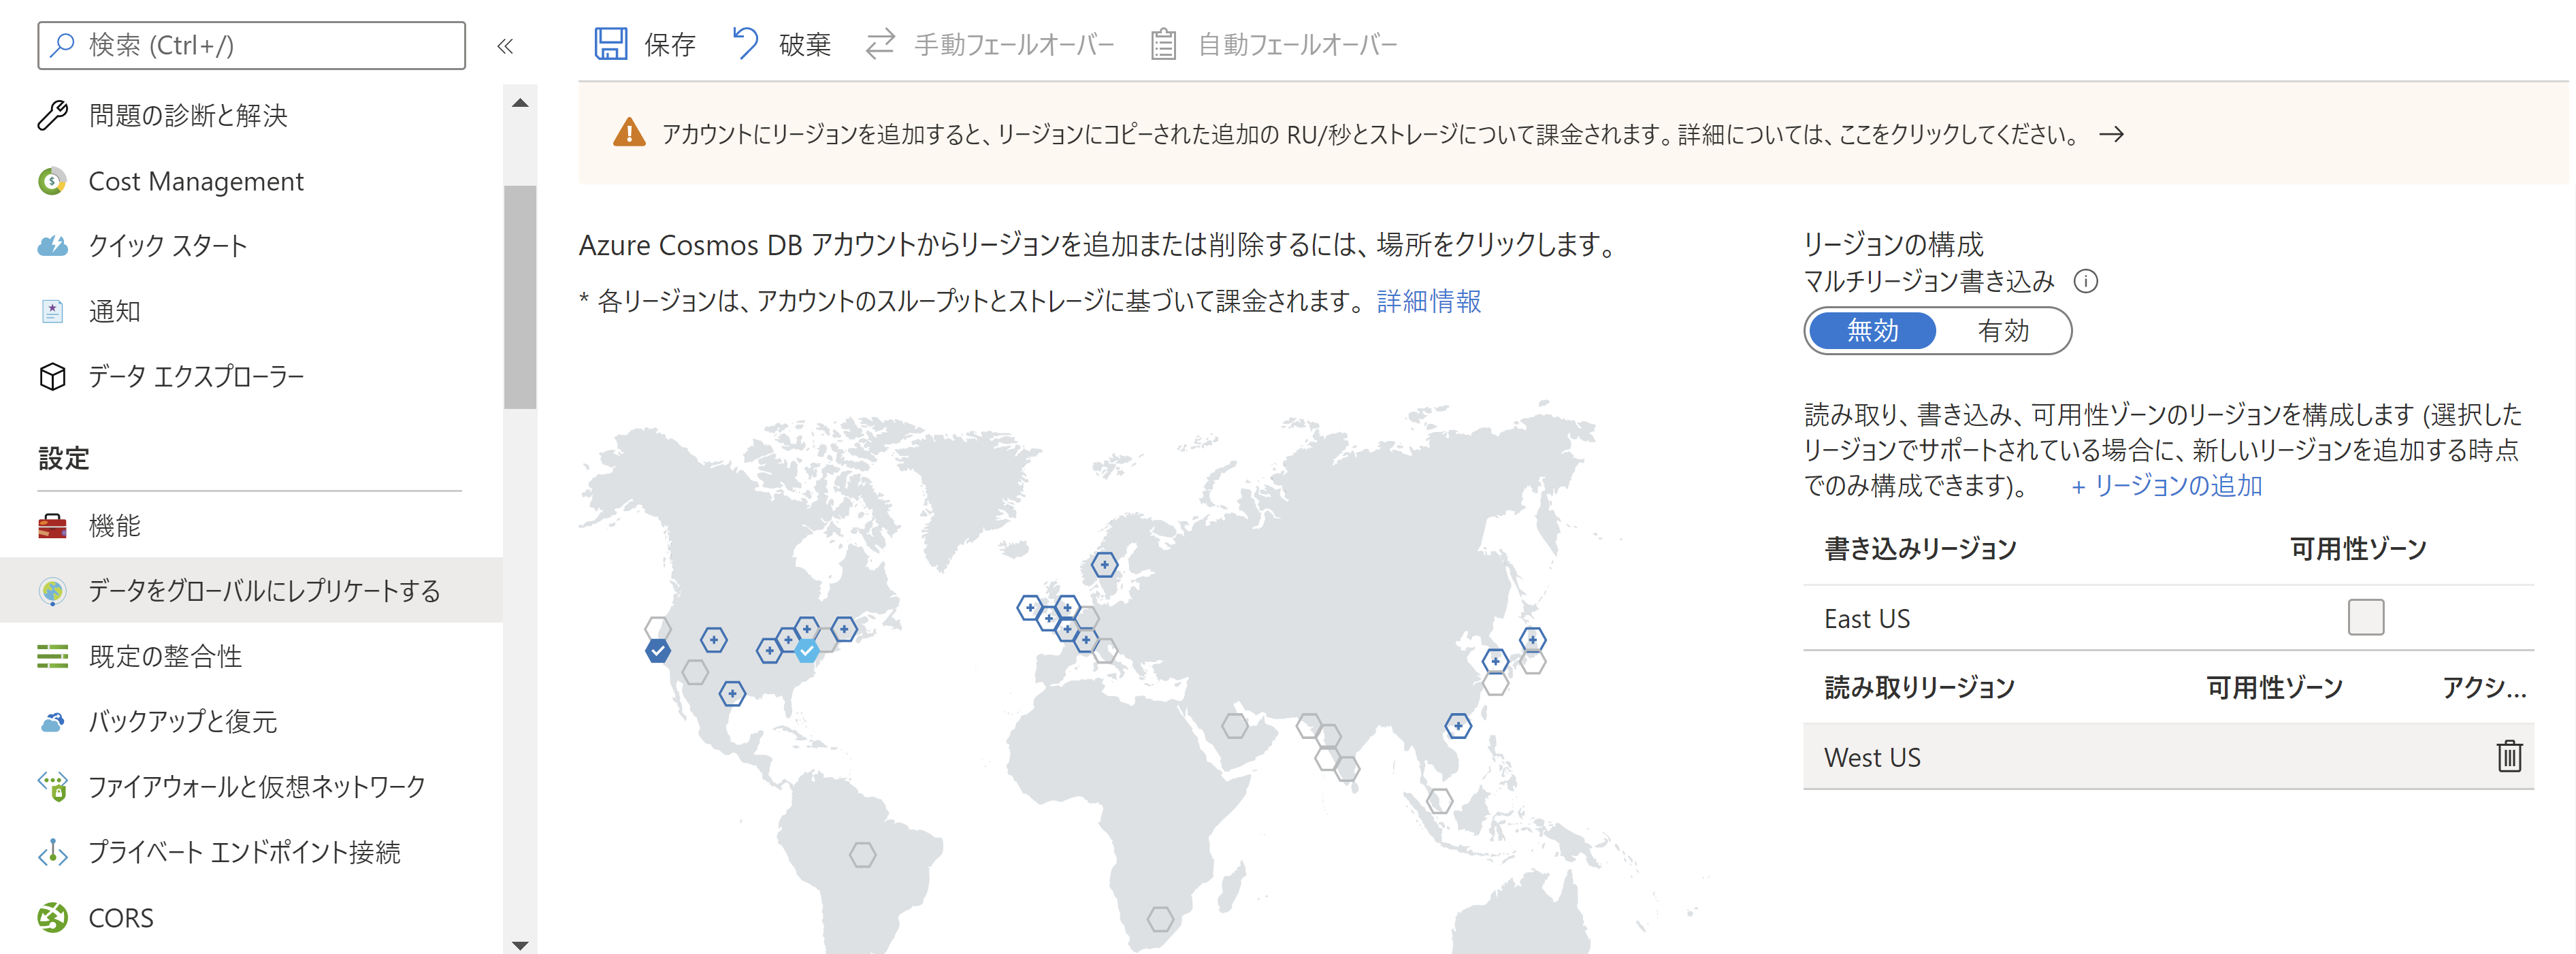 検索 (Ctrl+/)
問題の診断と解決
Cost Management
クイック スタート
通知
データ エクスプローラー
設定
機能
データをグローバルにレプリケートする
既定の整合性
バックアップと復元
ファイアウォールと仮想ネットワーク
プライベート エンドポイント接続
CORS
保存
破棄
手動フェールオーバー
自動フェールオーバー
アカウントにリージョンを追加すると、リージョンにコピーされた追加の RU/秒とストレージについて課金されます。詳細については、ここをクリックしてください。
Azure Cosmos DB アカウントからリージョンを追加または削除するには、場所をクリックします。
* 各リージョンは、アカウントのスループットとストレージに基づいて課金されます。 詳細情報
リージョンの構成
マルチリージョン書き込み
無効
有効
読み取り、書き込み、可用性ゾーンのリージョンを構成します (選択した
リージョンでサポートされている場合に、新しいリージョンを追加する時点
でのみ構成できます)。 + リージョンの追加
書き込みリージョン 可用性ゾーン
East US
読み取りリージョン 可用性ゾーン アクシ...
West US